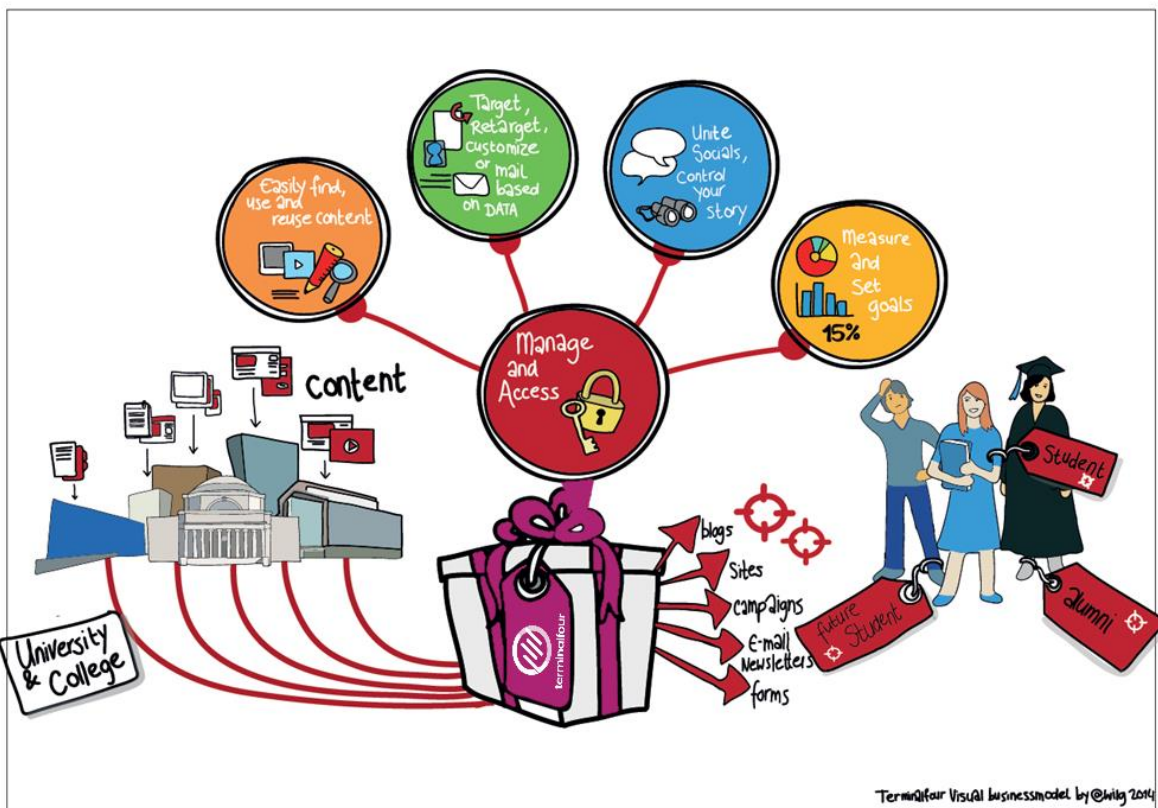 Target,
Retarget,
customize
or mail
based
on DATA
Unite
Socials,
Control
your
story
Easily find,
use and
reuse content
Measure
and
Set
goals
15%
Manage
and
Access
Content
Student
blogs
Sites
campaigns
E-mail
Newsletters
forms
future
Student
alumni
University
& College
terminalfour
Terminalfour Visual businessmodel by 2014